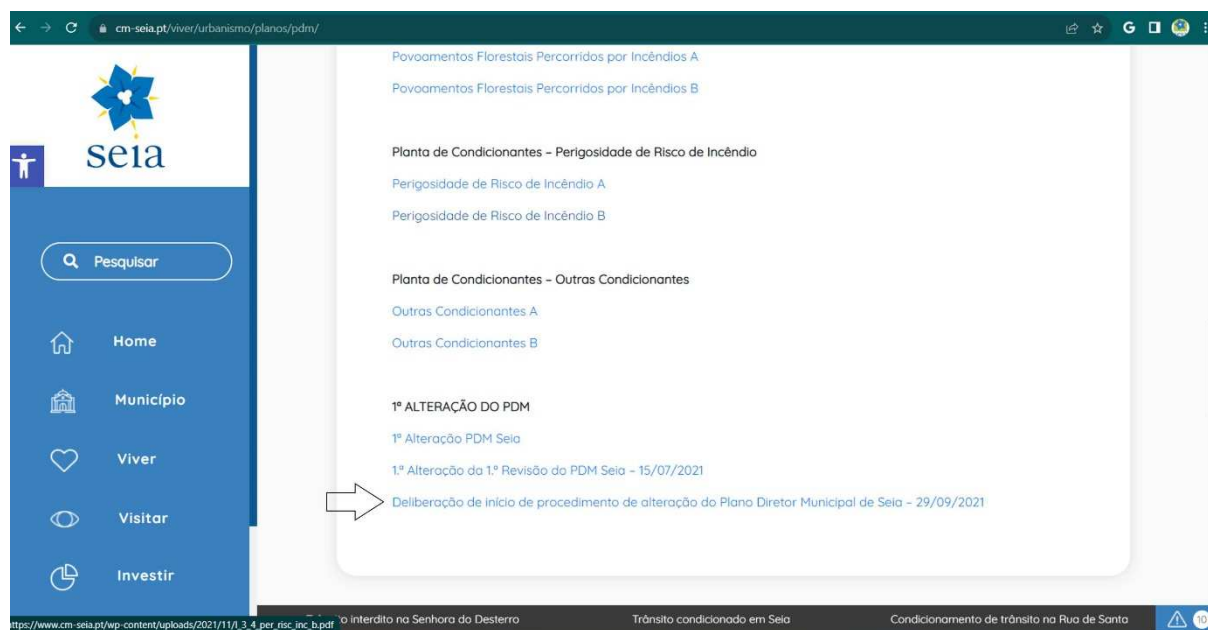 cm-seia.pt/viver/urbanismo/planos/pdm/
G
seia
Pesquisar
Home
Município
Viver
Visitar
Investir
Povoamentos Florestais Percorridos por Incêndios A
Povoamentos Florestais Percorridos por Incêndios B
Planta de Condicionantes – Perigosidade de Risco de Incêndio
Perigosidade de Risco de Incêndio A
Perigosidade de Risco de Incêndio B
Planta de Condicionantes – Outras Condicionantes
Outras Condicionantes A
Outras Condicionantes B
1ª ALTERAÇÃO DO PDM
1ª Alteração PDM Seia
1.ª Alteração da 1.ª Revisão do PDM Seia – 15/07/2021
Deliberação de início de procedimento de alteração do Plano Diretor Municipal de Seia – 29/09/2021
https://www.cm-seia.pt/wp-content/uploads/2021/11/I_3_4_per_risc_inc_b.pdf
interdito na Senhora do Desterro
Trânsito condicionado em Seia
Condicionamento de trânsito na Rua de Santa
10